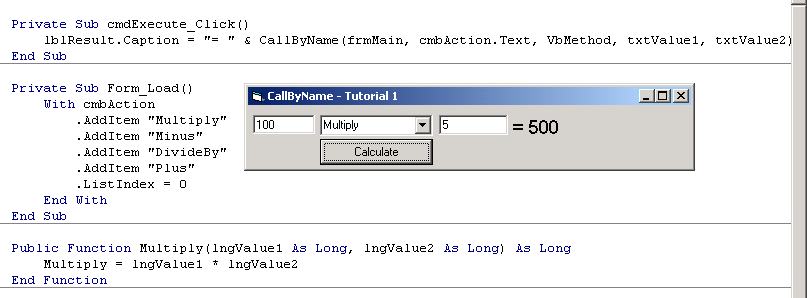 Private Sub cmdExecute_Click()
    lblResult.Caption = "= " & CallByName(frmMain, cmbAction.Text, VbMethod, txtValue1, txtValue2)
End Sub
Private Sub Form_Load()
    With cmbAction
        .AddItem "Multiply"
        .AddItem "Minus"
        .AddItem "DivideBy"
        .AddItem "Plus"
        .ListIndex = 0
    End With
End Sub
CallByName - Tutorial 1
100 Multiply 5 = 500
Calculate
Public Function Multiply(lngValue1 As Long, lngValue2 As Long) As Long
    Multiply = lngValue1 * lngValue2
End Function